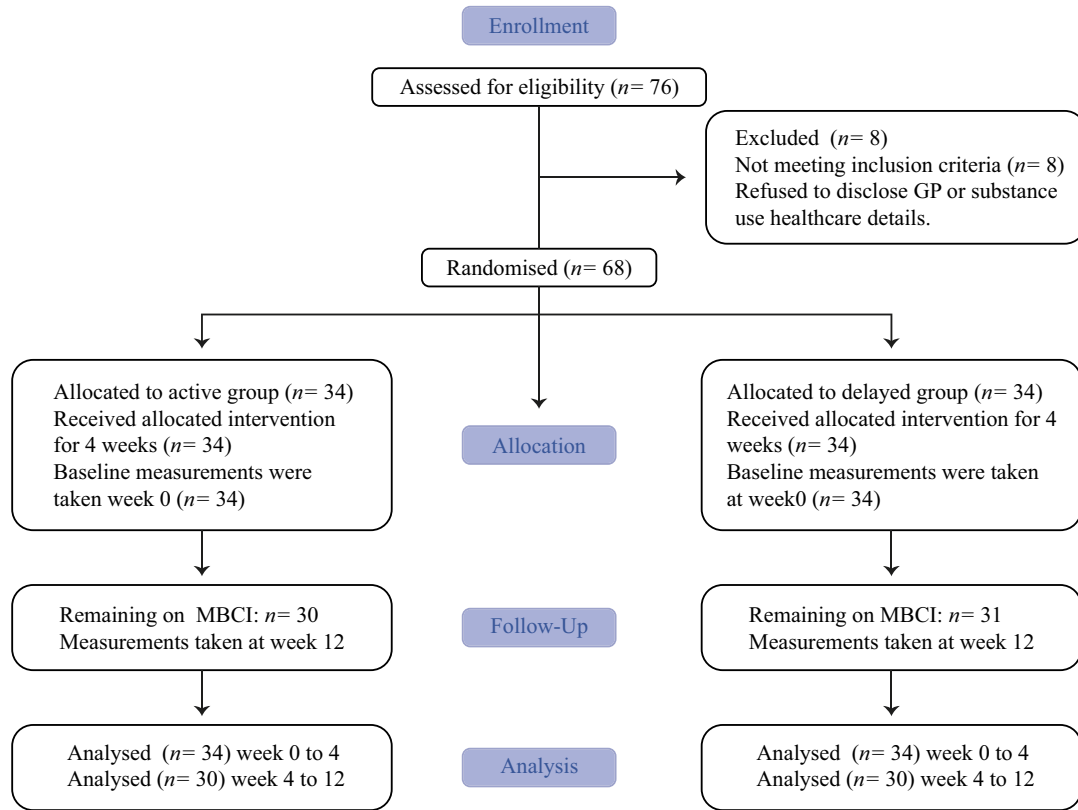 Enrollment
Assessed for eligibility (n= 76)
Excluded (n= 8)
Not meeting inclusion criteria (n= 8)
Refused to disclose GP or substance
use healthcare details.
Randomised (n= 68)
Allocated to active group (n= 34)
Received allocated intervention
for 4 weeks (n= 34)
Baseline measurements were
taken week 0 (n= 34)
Allocation
Allocated to delayed group (n= 34)
Received allocated intervention for 4
weeks (n= 34)
Baseline measurements were taken
at week0 (n= 34)
Remaining on MBCI: n= 30
Measurements taken at week 12
Follow-Up
Remaining on MBCI: n= 31
Measurements taken at week 12
Analysed (n= 34) week 0 to 4
Analysed (n= 30) week 4 to 12
Analysis
Analysed (n= 34) week 0 to 4
Analysed (n= 30) week 4 to 12